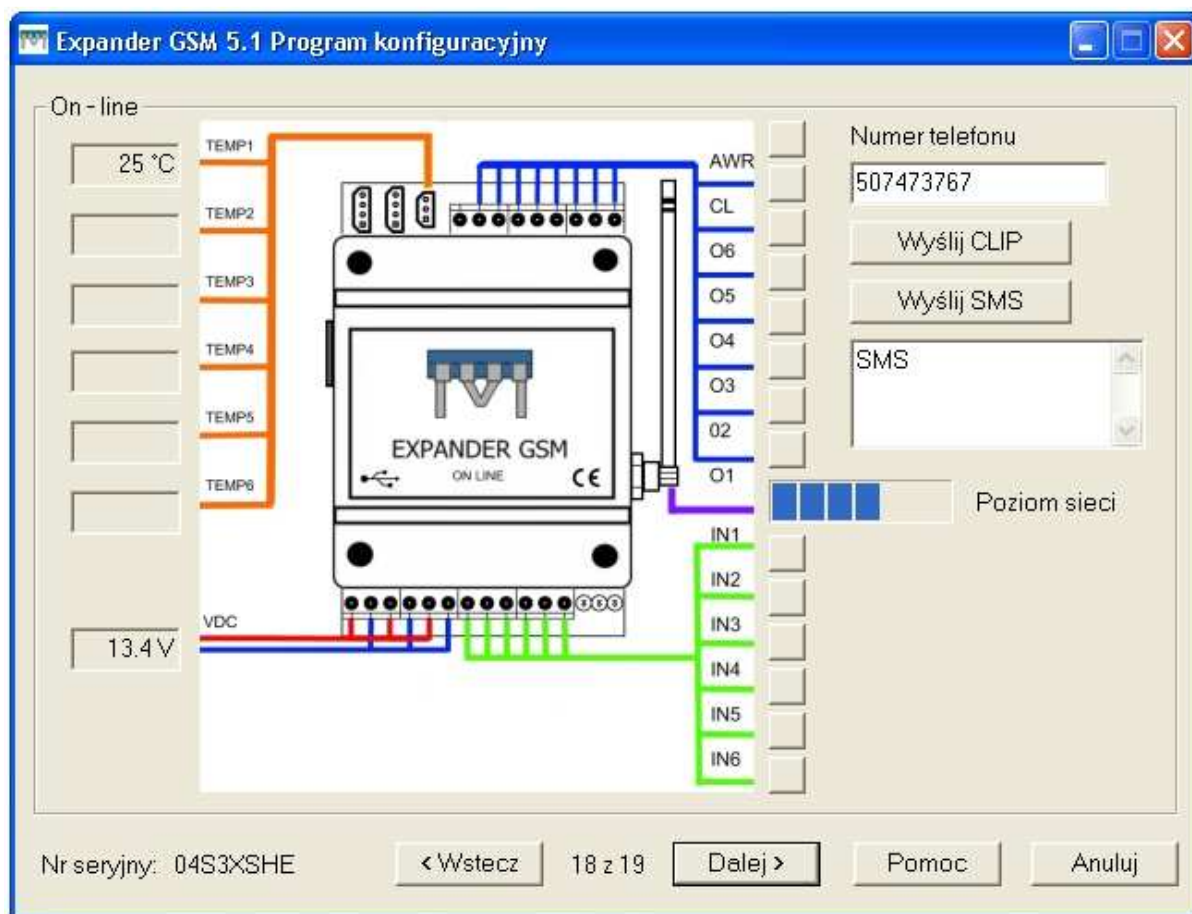 Expander GSM 5.1 Program konfiguracyjny
On - line
25 °C
TEMP1
TEMP2
TEMP3
TEMP4
TEMP5
TEMP6
VDC
13.4 V
EXPANDER GSM
ON LINE
CE
AWR
CL
O6
O5
O4
O3
02
O1
IN1
IN2
IN3
IN4
IN5
IN6
Numer telefonu
507473767
Wyślij CLIP
Wyślij SMS
SMS
Poziom sieci
Nr seryjny: 04S3XSHE
< Wstecz
18 z 19
Dalej >
Pomoc
Anuluj